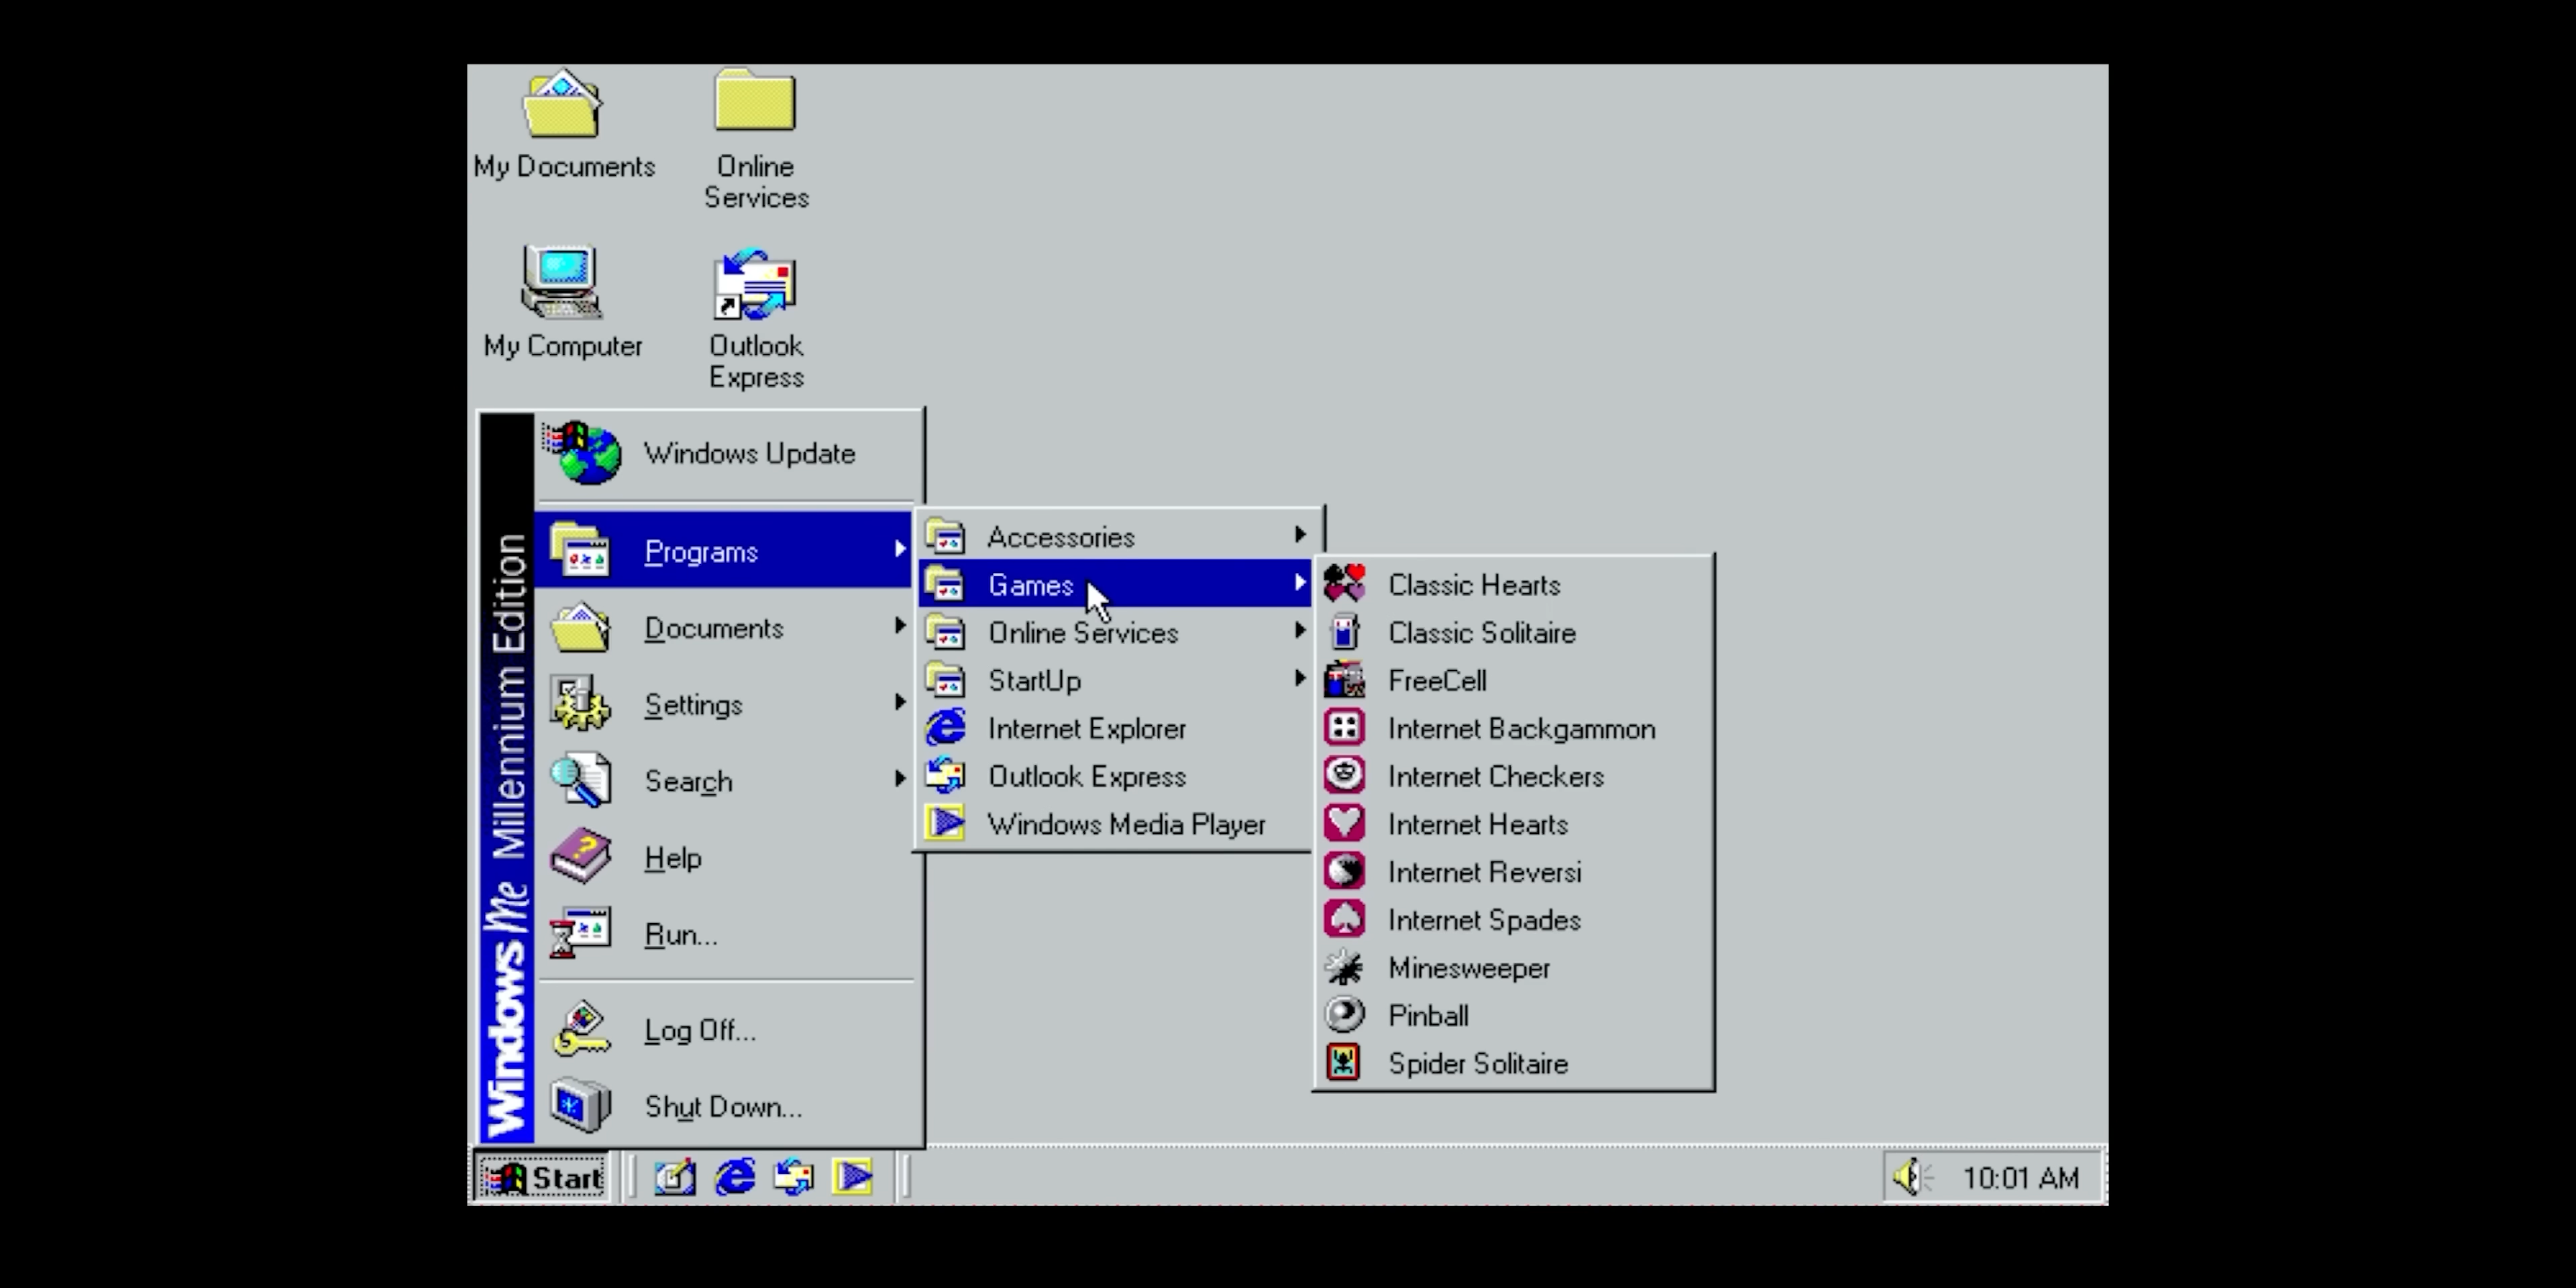 My Documents
Online
Services
My Computer
Outlook
Express
Windows Update
Programs
Documents
Settings
Search
Help
Run...
Log Off...
Shut Down...
WindowsMe Millennium Edition
Accessories
Games
Online Services
StartUp
Internet Explorer
Outlook Express
Windows Media Player
Classic Hearts
Classic Solitaire
FreeCell
Internet Backgammon
Internet Checkers
Internet Hearts
Internet Reversi
Internet Spades
Minesweeper
Pinball
Spider Solitaire
Start
10:01 AM